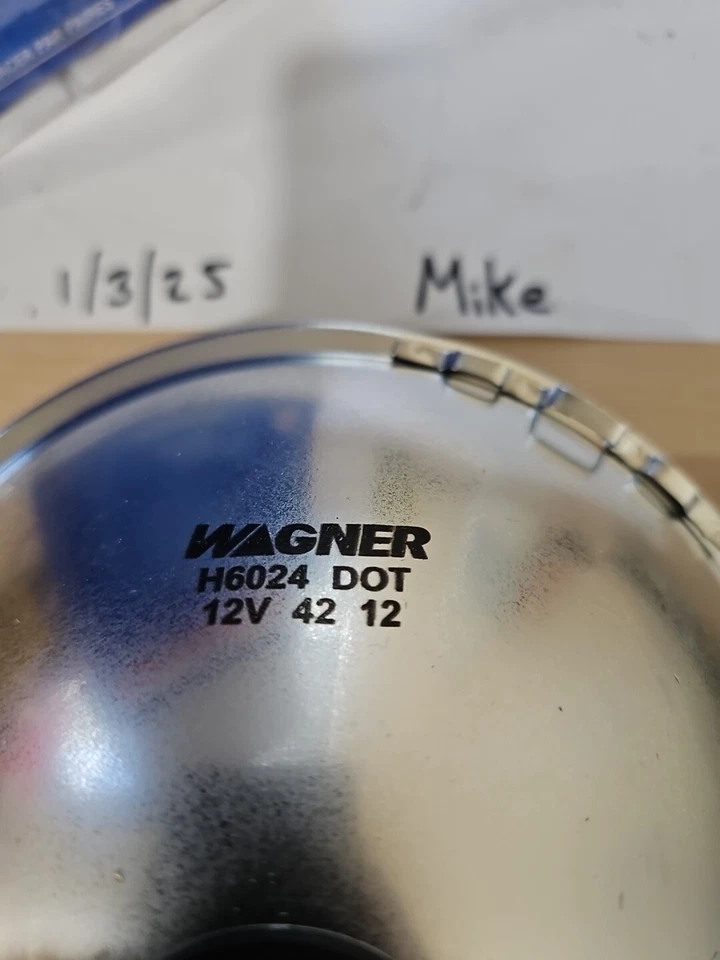 1/3/25
Mike
WAGNER
H6024 DOT
12V 42 12